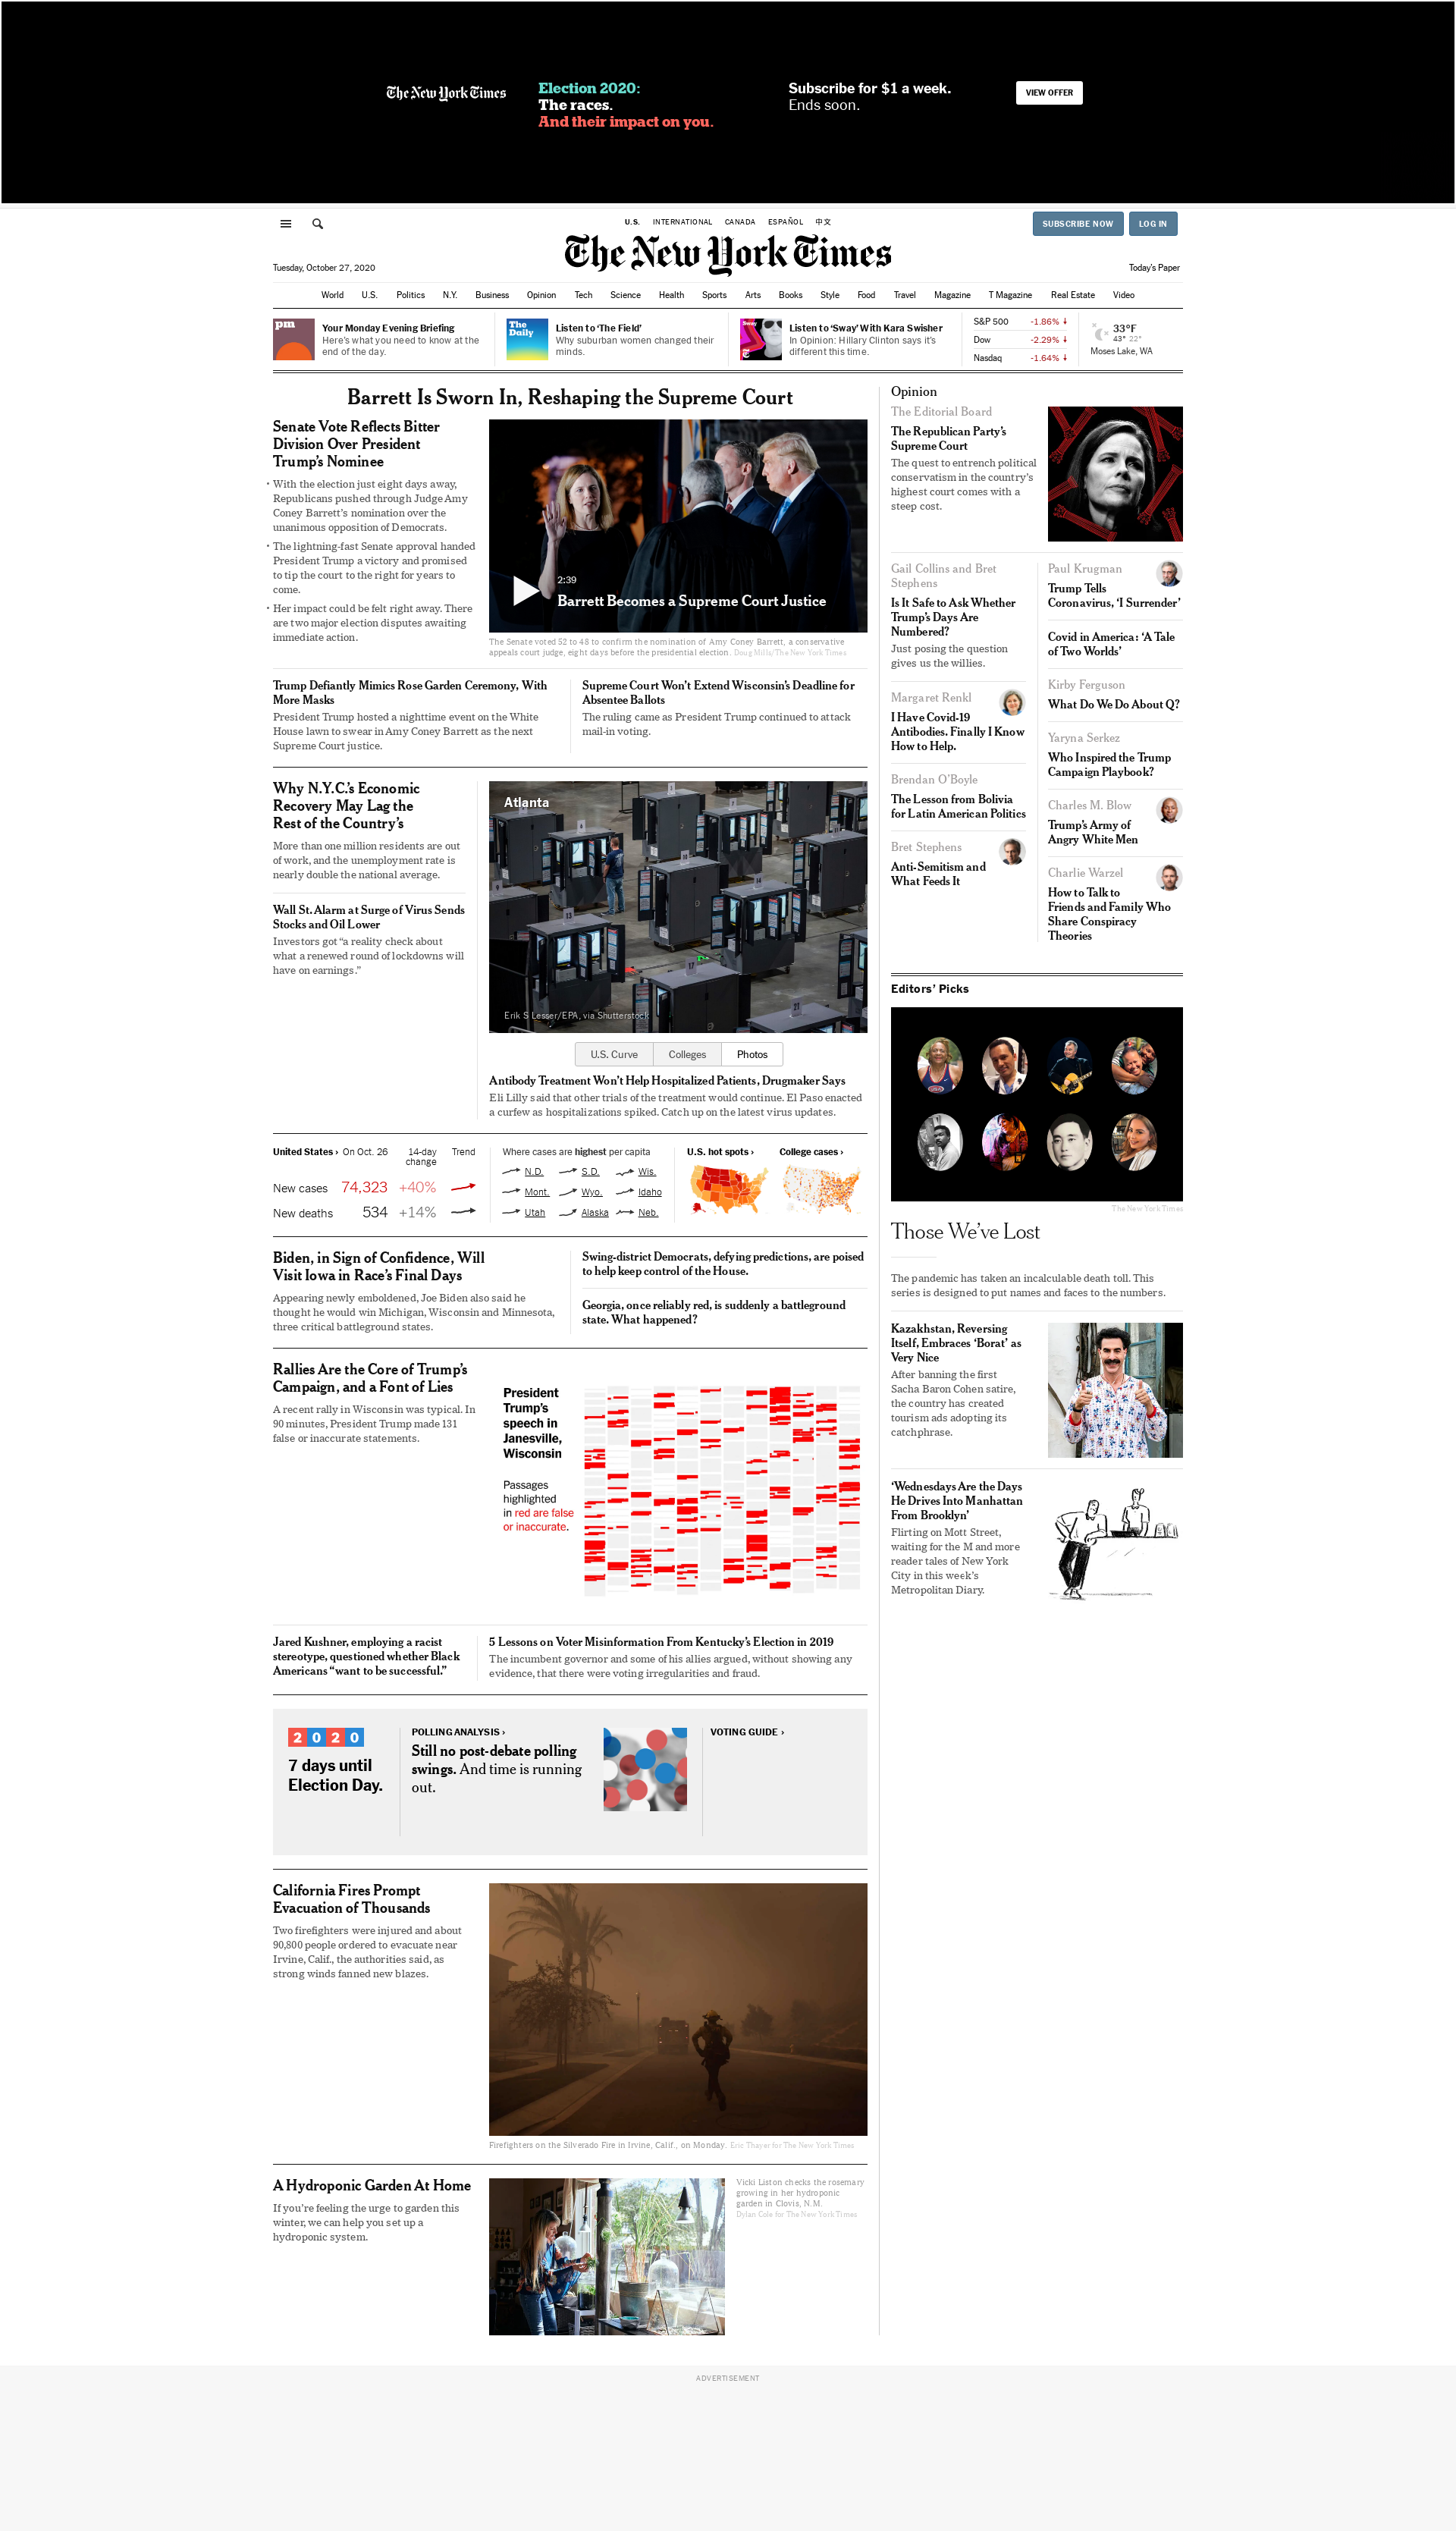 The New York Times
Election 2020:
The races.
And their impact on you.
Subscribe for $1 a week.
Ends soon.
VIEW OFFER
U.S. INTERNATIONAL CANADA ESPAÑOL 中文
SUBSCRIBE NOW
LOG IN
The New York Times
Tuesday, October 27, 2020
Today's Paper
World U.S. Politics N.Y. Business Opinion Tech Science Health Sports Arts Books Style Food Travel Magazine T Magazine Real Estate Video
pm
Your Monday Evening Briefing
Here's what you need to know at the
end of the day.
The
Daily
Listen to 'The Field'
Why suburban women changed their
minds.
Sway
Listen to 'Sway' With Kara Swisher
In Opinion: Hillary Clinton says it's
different this time.
S&P 500 -1.86%
Dow -2.29%
Nasdaq -1.64%
33°F
43° 22°
Moses Lake, WA
Barrett Is Sworn In, Reshaping the Supreme Court
Senate Vote Reflects Bitter
Division Over President
Trump's Nominee
• With the election just eight days away,
Republicans pushed through Judge Amy
Coney Barrett's nomination over the
unanimous opposition of Democrats.
• The lightning-fast Senate approval handed
President Trump a victory and promised
to tip the court to the right for years to
come.
• Her impact could be felt right away. There
are two major election disputes awaiting
immediate action.
2:39
Barrett Becomes a Supreme Court Justice
The Senate voted 52 to 48 to confirm the nomination of Amy Coney Barrett, a conservative
appeals court judge, eight days before the presidential election. Doug Mills/The New York Times
Trump Defiantly Mimics Rose Garden Ceremony, With
More Masks
President Trump hosted a nighttime event on the White
House lawn to swear in Amy Coney Barrett as the next
Supreme Court justice.
Supreme Court Won't Extend Wisconsin's Deadline for
Absentee Ballots
The ruling came as President Trump continued to attack
mail-in voting.
Why N.Y.C.'s Economic
Recovery May Lag the
Rest of the Country's
More than one million residents are out
of work, and the unemployment rate is
nearly double the national average.
Wall St. Alarm at Surge of Virus Sends
Stocks and Oil Lower
Investors got “a reality check about
what a renewed round of lockdowns will
have on earnings.”
Atlanta
Erik S Lesser/EPA, via Shutterstock
U.S. Curve Colleges Photos
Antibody Treatment Won't Help Hospitalized Patients, Drugmaker Says
Eli Lilly said that other trials of the treatment would continue. El Paso enacted
a curfew as hospitalizations spiked. Catch up on the latest virus updates.
United States › On Oct. 26 14-day
change Trend
New cases 74,323 +40%
New deaths 534 +14%
Where cases are highest per capita
N.D. S.D. Wis.
Mont. Wyo. Idaho
Utah Alaska Neb.
U.S. hot spots ›
College cases ›
Biden, in Sign of Confidence, Will
Visit Iowa in Race's Final Days
Appearing newly emboldened, Joe Biden also said he
thought he would win Michigan, Wisconsin and Minnesota,
three critical battleground states.
Swing-district Democrats, defying predictions, are poised
to help keep control of the House.
Georgia, once reliably red, is suddenly a battleground
state. What happened?
Rallies Are the Core of Trump's
Campaign, and a Font of Lies
A recent rally in Wisconsin was typical. In
90 minutes, President Trump made 131
false or inaccurate statements.
President
Trump's
speech in
Janesville,
Wisconsin
Passages
highlighted
in red are false
or inaccurate.
Jared Kushner, employing a racist
stereotype, questioned whether Black
Americans “want to be successful.”
5 Lessons on Voter Misinformation From Kentucky's Election in 2019
The incumbent governor and some of his allies argued, without showing any
evidence, that there were voting irregularities and fraud.
2020
7 days until
Election Day.
POLLING ANALYSIS ›
Still no post-debate polling
swings. And time is running
out.
VOTING GUIDE ›
California Fires Prompt
Evacuation of Thousands
Two firefighters were injured and about
90,800 people ordered to evacuate near
Irvine, Calif., the authorities said, as
strong winds fanned new blazes.
Firefighters on the Silverado Fire in Irvine, Calif., on Monday. Eric Thayer for The New York Times
A Hydroponic Garden At Home
If you're feeling the urge to garden this
winter, we can help you set up a
hydroponic system.
Vicki Liston checks the rosemary
growing in her hydroponic
garden in Clovis, N.M.
Dylan Cole for The New York Times
Opinion
The Editorial Board
The Republican Party's
Supreme Court
The quest to entrench political
conservatism in the country's
highest court comes with a
steep cost.
Gail Collins and Bret
Stephens
Is It Safe to Ask Whether
Trump's Days Are
Numbered?
Just posing the question
gives us the willies.
Margaret Renkl
I Have Covid-19
Antibodies. Finally I Know
How to Help.
Brendan O'Boyle
The Lesson from Bolivia
for Latin American Politics
Bret Stephens
Anti-Semitism and
What Feeds It
Paul Krugman
Trump Tells
Coronavirus, 'I Surrender'
Covid in America: 'A Tale
of Two Worlds'
Kirby Ferguson
What Do We Do About Q?
Yaryna Serkez
Who Inspired the Trump
Campaign Playbook?
Charles M. Blow
Trump's Army of
Angry White Men
Charlie Warzel
How to Talk to
Friends and Family Who
Share Conspiracy
Theories
Editors' Picks
The New York Times
Those We've Lost
The pandemic has taken an incalculable death toll. This
series is designed to put names and faces to the numbers.
Kazakhstan, Reversing
Itself, Embraces 'Borat' as
Very Nice
After banning the first
Sacha Baron Cohen satire,
the country has created
tourism ads adopting its
catchphrase.
'Wednesdays Are the Days
He Drives Into Manhattan
From Brooklyn'
Flirting on Mott Street,
waiting for the M and more
reader tales of New York
City in this week's
Metropolitan Diary.
ADVERTISEMENT